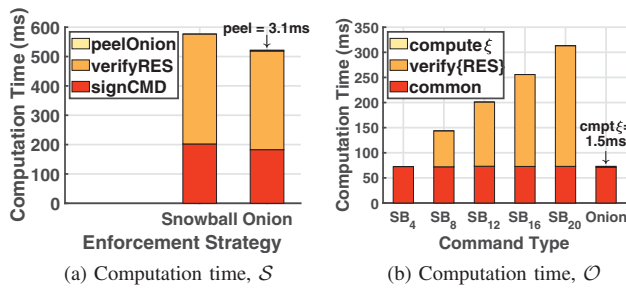 Computation Time (ms)
600
500
400
300
200
100
0
peelOnion
verifyRES
signCMD
peel = 3.1ms
Snowball Onion
Enforcement Strategy
(a) Computation time, 𝒮
Computation Time (ms)
350
300
250
200
150
100
50
0
compute ξ
verify{RES}
common
cmpt ξ=
1.5ms
SB₄ SB₈ SB₁₂ SB₁₆ SB₂₀ Onion
Command Type
(b) Computation time, 𝒪